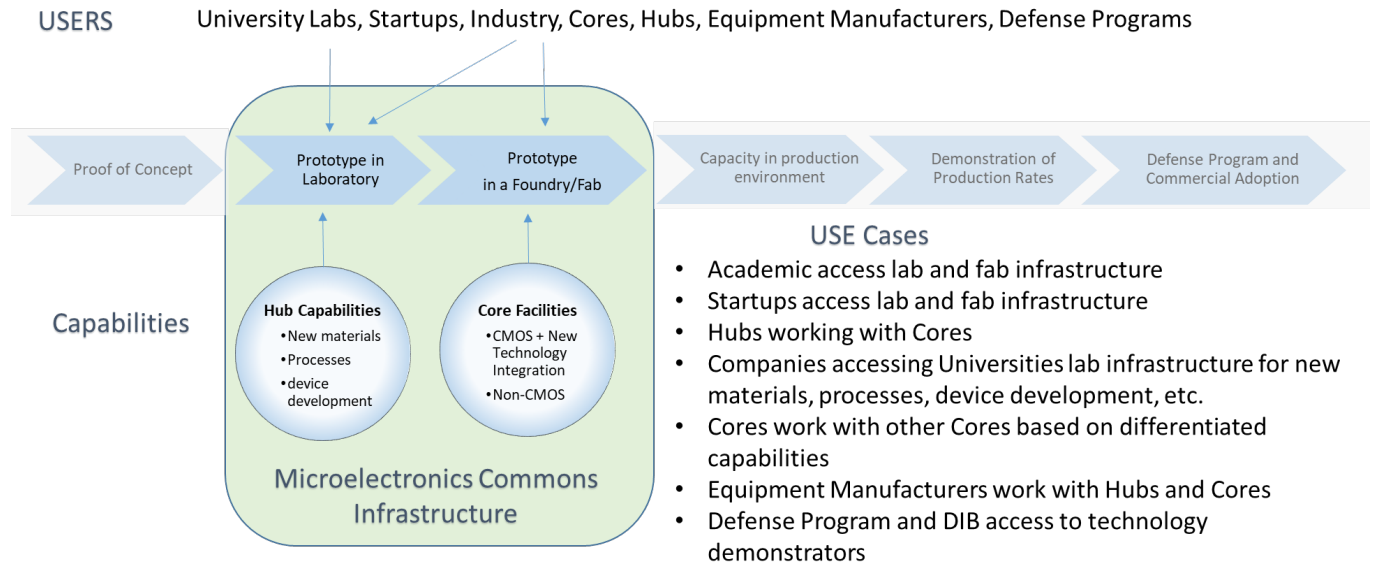 USERS
University Labs, Startups, Industry, Cores, Hubs, Equipment Manufacturers, Defense Programs
Proof of Concept
Prototype in
Laboratory
Prototype
in a Foundry/Fab
Capacity in production
environment
Demonstration of
Production Rates
Defense Program and
Commercial Adoption
Capabilities
Hub Capabilities
•New materials
•Processes
•device
development
Core Facilities
•CMOS + New
Technology
Integration
•Non-CMOS
Microelectronics Commons
Infrastructure
USE Cases
• Academic access lab and fab infrastructure
• Startups access lab and fab infrastructure
• Hubs working with Cores
• Companies accessing Universities lab infrastructure for new
materials, processes, device development, etc.
• Cores work with other Cores based on differentiated
capabilities
• Equipment Manufacturers work with Hubs and Cores
• Defense Program and DIB access to technology
demonstrators